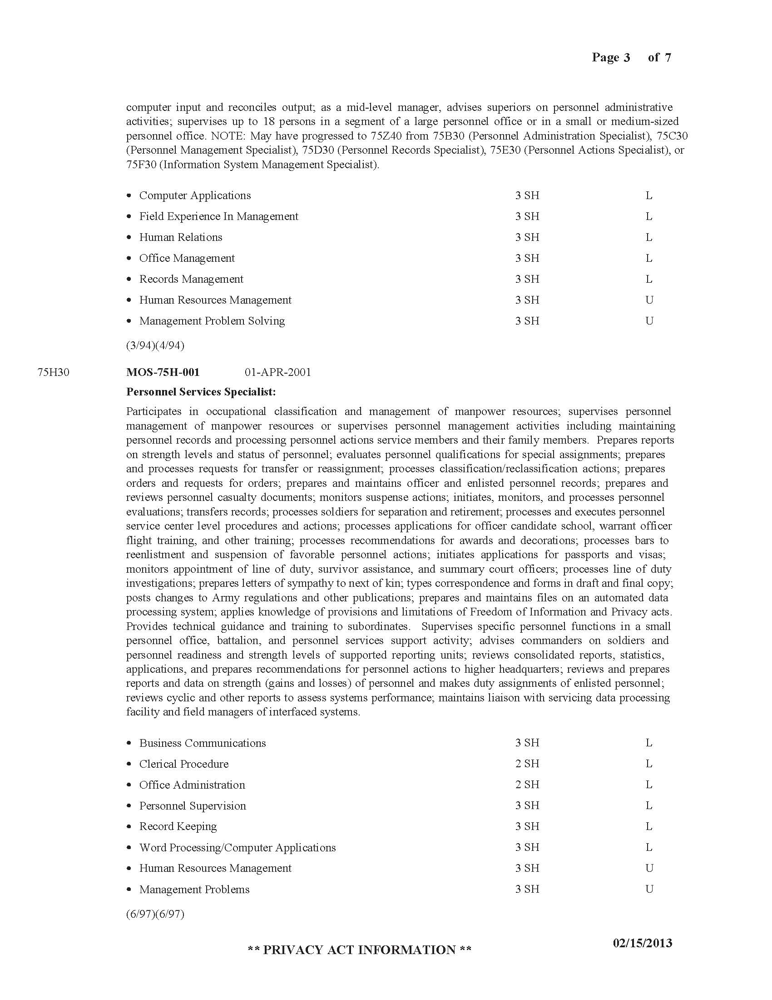 Page 3 of 7
computer input and reconciles output; as a mid-level manager, advises superiors on personnel administrative
activities; supervises up to 18 persons in a segment of a large personnel office or in a small or medium-sized
personnel office. NOTE: May have progressed to 75Z40 from 75B30 (Personnel Administration Specialist), 75C30
(Personnel Management Specialist), 75D30 (Personnel Records Specialist), 75E30 (Personnel Actions Specialist), or
75F30 (Information System Management Specialist).
• Computer Applications 3 SH L
• Field Experience In Management 3 SH L
• Human Relations 3 SH L
• Office Management 3 SH L
• Records Management 3 SH L
• Human Resources Management 3 SH U
• Management Problem Solving 3 SH U
(3/94)(4/94)
75H30 MOS-75H-001 01-APR-2001
Personnel Services Specialist:
Participates in occupational classification and management of manpower resources; supervises personnel
management of manpower resources or supervises personnel management activities including maintaining
personnel records and processing personnel actions service members and their family members. Prepares reports
on strength levels and status of personnel; evaluates personnel qualifications for special assignments; prepares
and processes requests for transfer or reassignment; processes classification/reclassification actions; prepares
orders and requests for orders; prepares and maintains officer and enlisted personnel records; prepares and
reviews personnel casualty documents; monitors suspense actions; initiates, monitors, and processes personnel
evaluations; transfers records; processes soldiers for separation and retirement; processes and executes personnel
service center level procedures and actions; processes applications for officer candidate school, warrant officer
flight training, and other training; processes recommendations for awards and decorations; processes bars to
reenlistment and suspension of favorable personnel actions; initiates applications for passports and visas;
monitors appointment of line of duty, survivor assistance, and summary court officers; processes line of duty
investigations; prepares letters of sympathy to next of kin; types correspondence and forms in draft and final copy;
posts changes to Army regulations and other publications; prepares and maintains files on an automated data
processing system; applies knowledge of provisions and limitations of Freedom of Information and Privacy acts.
Provides technical guidance and training to subordinates. Supervises specific personnel functions in a small
personnel office, battalion, and personnel services support activity; advises commanders on soldiers and
personnel readiness and strength levels of supported reporting units; reviews consolidated reports, statistics,
applications, and prepares recommendations for personnel actions to higher headquarters; reviews and prepares
reports and data on strength (gains and losses) of personnel and makes duty assignments of enlisted personnel;
reviews cyclic and other reports to assess systems performance; maintains liaison with servicing data processing
facility and field managers of interfaced systems.
• Business Communications 3 SH L
• Clerical Procedure 2 SH L
• Office Administration 2 SH L
• Personnel Supervision 3 SH L
• Record Keeping 3 SH L
• Word Processing/Computer Applications 3 SH L
• Human Resources Management 3 SH U
• Management Problems 3 SH U
(6/97)(6/97)
02/15/2013
** PRIVACY ACT INFORMATION **